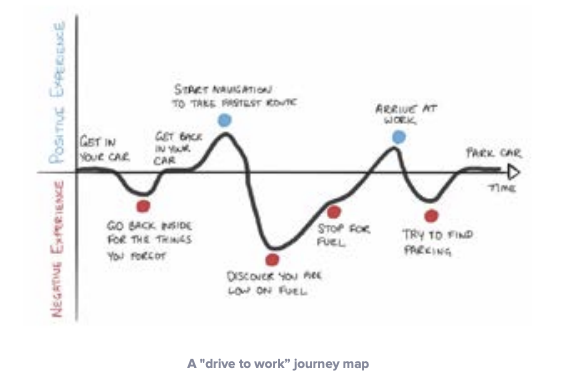 POSITIVE EXPERIENCE
NEGATIVE EXPERIENCE
GET IN
YOUR CAR
GO BACK INSIDE
FOR THE THINGS
YOU FORGOT
GET BACK
IN YOUR
CAR
START NAVIGATION
TO TAKE FASTEST ROUTE
DISCOVER YOU ARE
LOW ON FUEL
STOP FOR
FUEL
ARRIVE AT
WORK
TRY TO FIND
PARKING
PARK CAR
TIME
A "drive to work" journey map